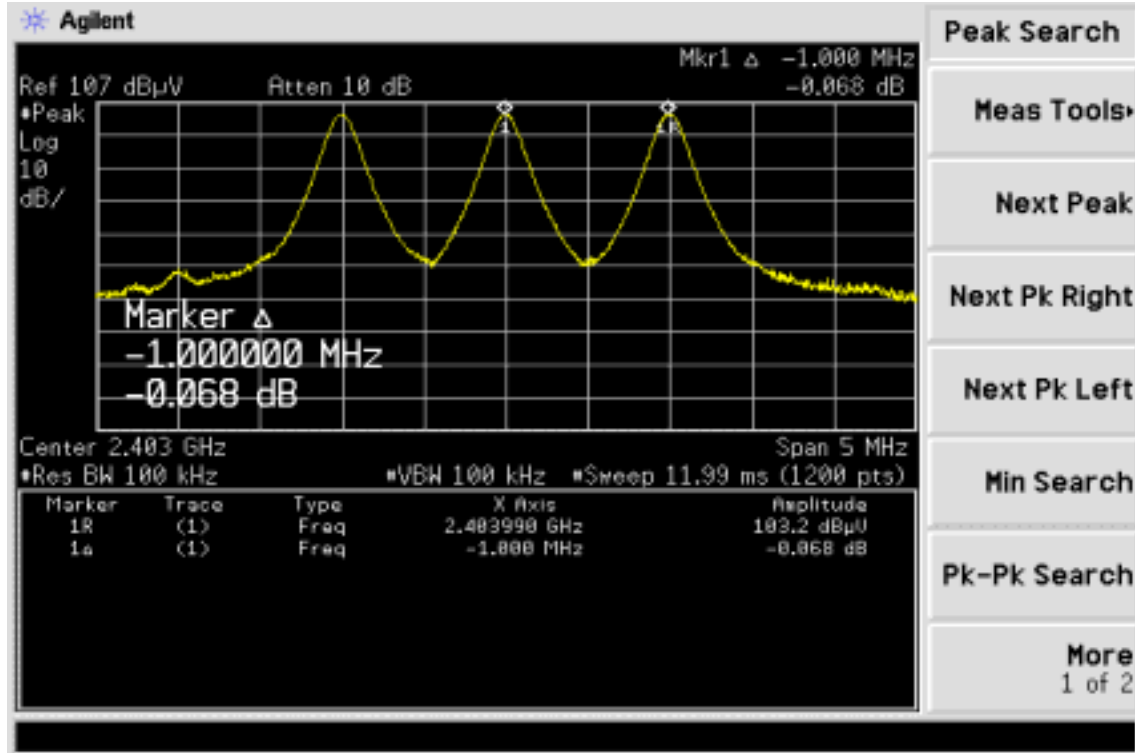 Agilent
Peak Search
Mkr1 Δ -1.000 MHz
Ref 107 dBµV Atten 10 dB -0.068 dB
#Peak
Log
10
dB/
1
1R
Marker Δ
-1.000000 MHz
-0.068 dB
Center 2.403 GHz Span 5 MHz
#Res BW 100 kHz #VBW 100 kHz #Sweep 11.99 ms (1200 pts)
Marker Trace Type X Axis Amplitude
1R (1) Freq 2.403990 GHz 103.2 dBµV
1Δ (1) Freq -1.000 MHz -0.068 dB
Meas Tools▸
Next Peak
Next Pk Right
Next Pk Left
Min Search
Pk-Pk Search
More
1 of 2